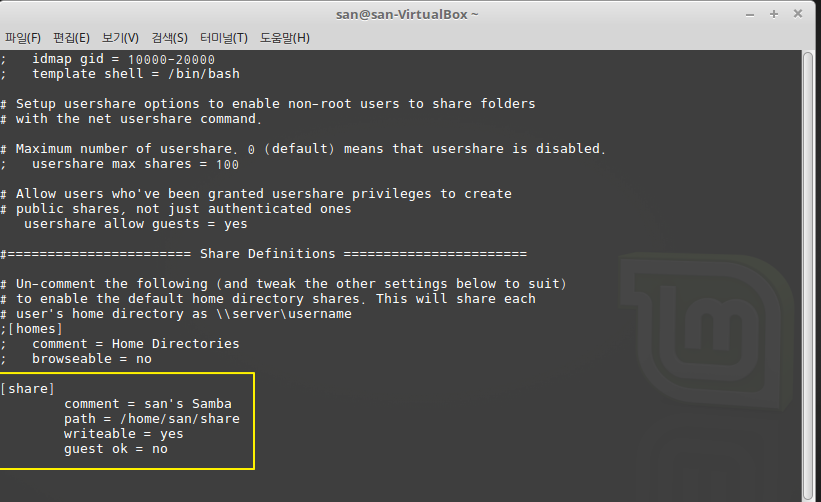 san@san-VirtualBox ~
파일(F) 편집(E) 보기(V) 검색(S) 터미널(T) 도움말(H)
;   idmap gid = 10000-20000
;   template shell = /bin/bash
# Setup usershare options to enable non-root users to share folders
# with the net usershare command.
# Maximum number of usershare. 0 (default) means that usershare is disabled.
;   usershare max shares = 100
# Allow users who've been granted usershare privileges to create
# public shares, not just authenticated ones
   usershare allow guests = yes
#======================= Share Definitions =======================
# Un-comment the following (and tweak the other settings below to suit)
# to enable the default home directory shares. This will share each
# user's home directory as \\server\username
;[homes]
;   comment = Home Directories
;   browseable = no
[share]
        comment = san's Samba
        path = /home/san/share
        writeable = yes
        guest ok = no